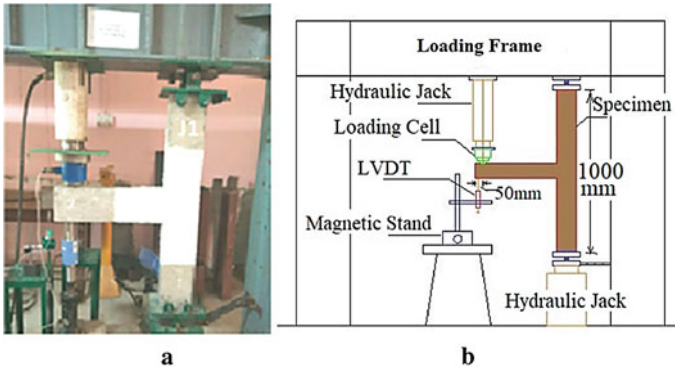 J1
a
Loading Frame
Hydraulic Jack
Loading Cell
LVDT
Magnetic Stand
Specimen
1000
mm
50mm
Hydraulic Jack
b